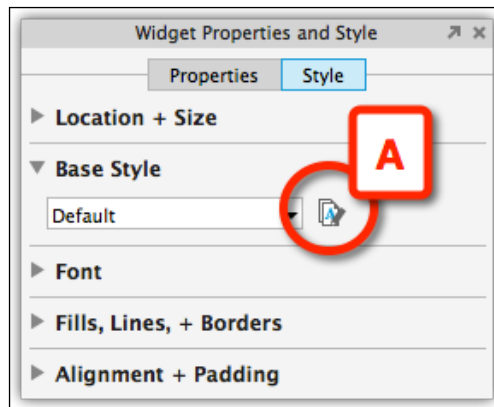 Widget Properties and Style
Properties Style
Location + Size
A
Base Style
Default
Font
Fills, Lines, + Borders
Alignment + Padding